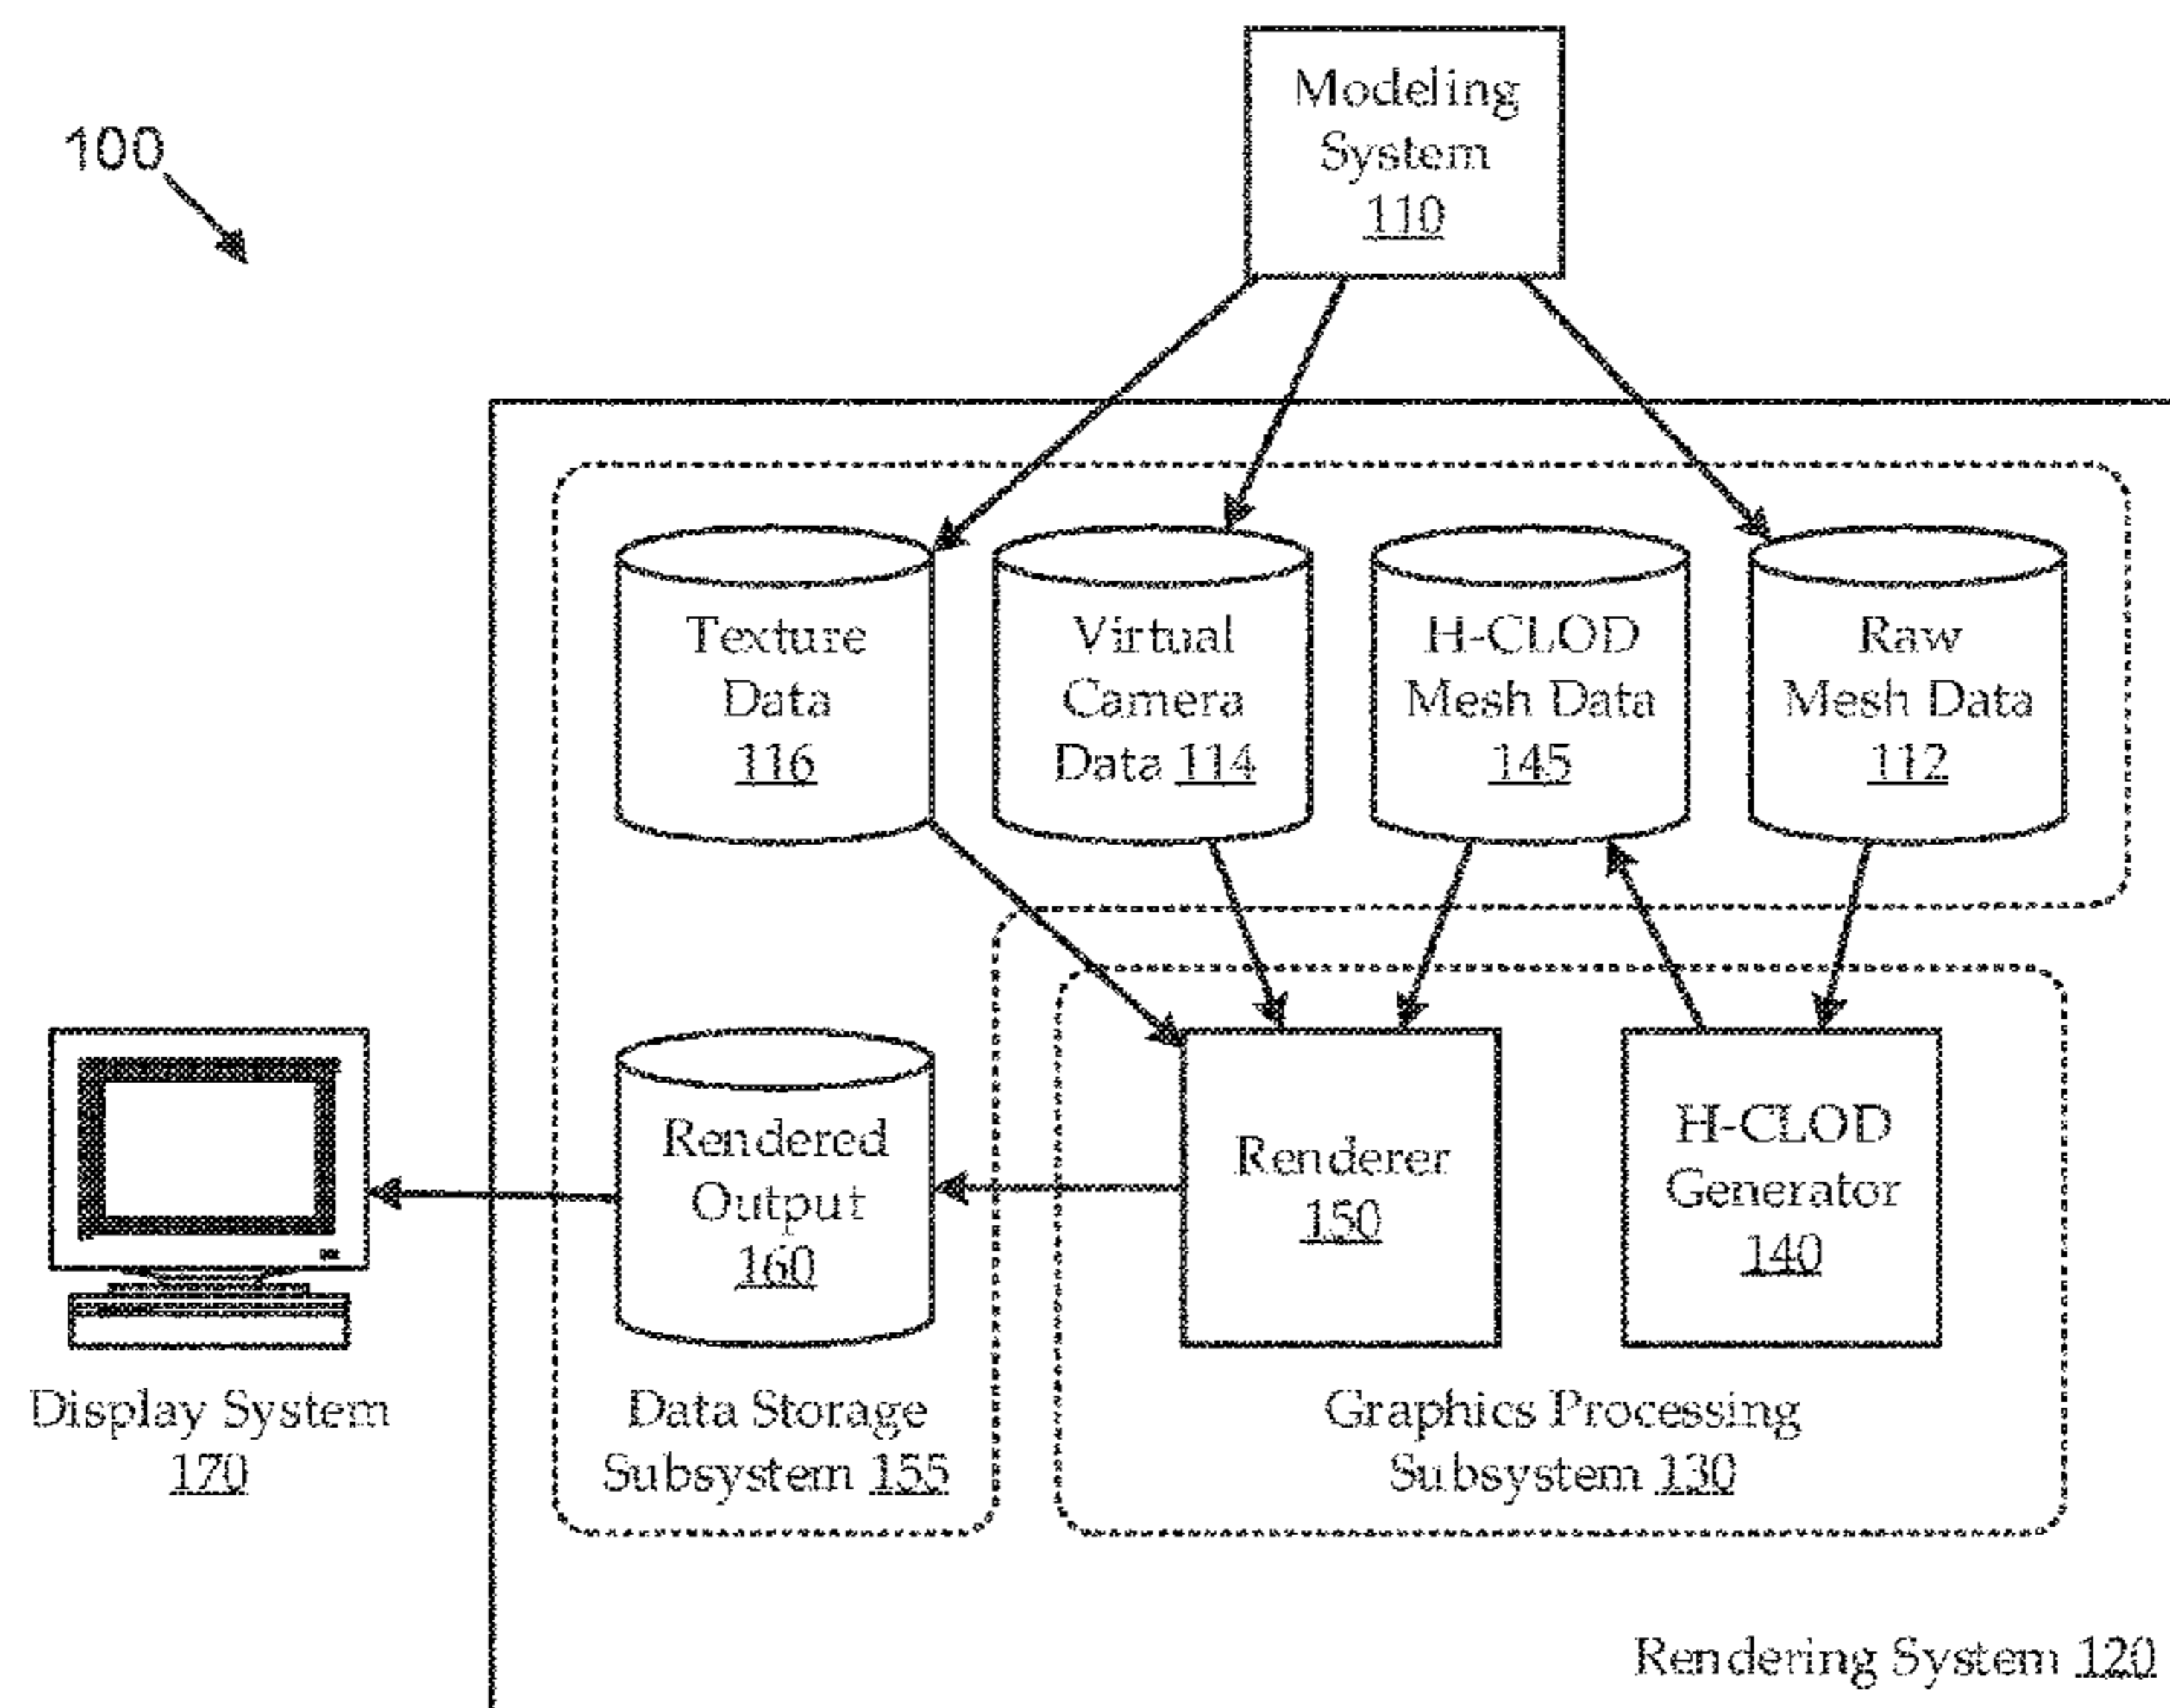 100
Modeling
System
110
Texture
Data
116
Virtual
Camera
Data 114
H-CLOD
Mesh Data
145
Raw
Mesh Data
112
Rendered
Output
160
Renderer
150
H-CLOD
Generator
140
Display System
170
Data Storage
Subsystem 155
Graphics Processing
Subsystem 130
Rendering System 120